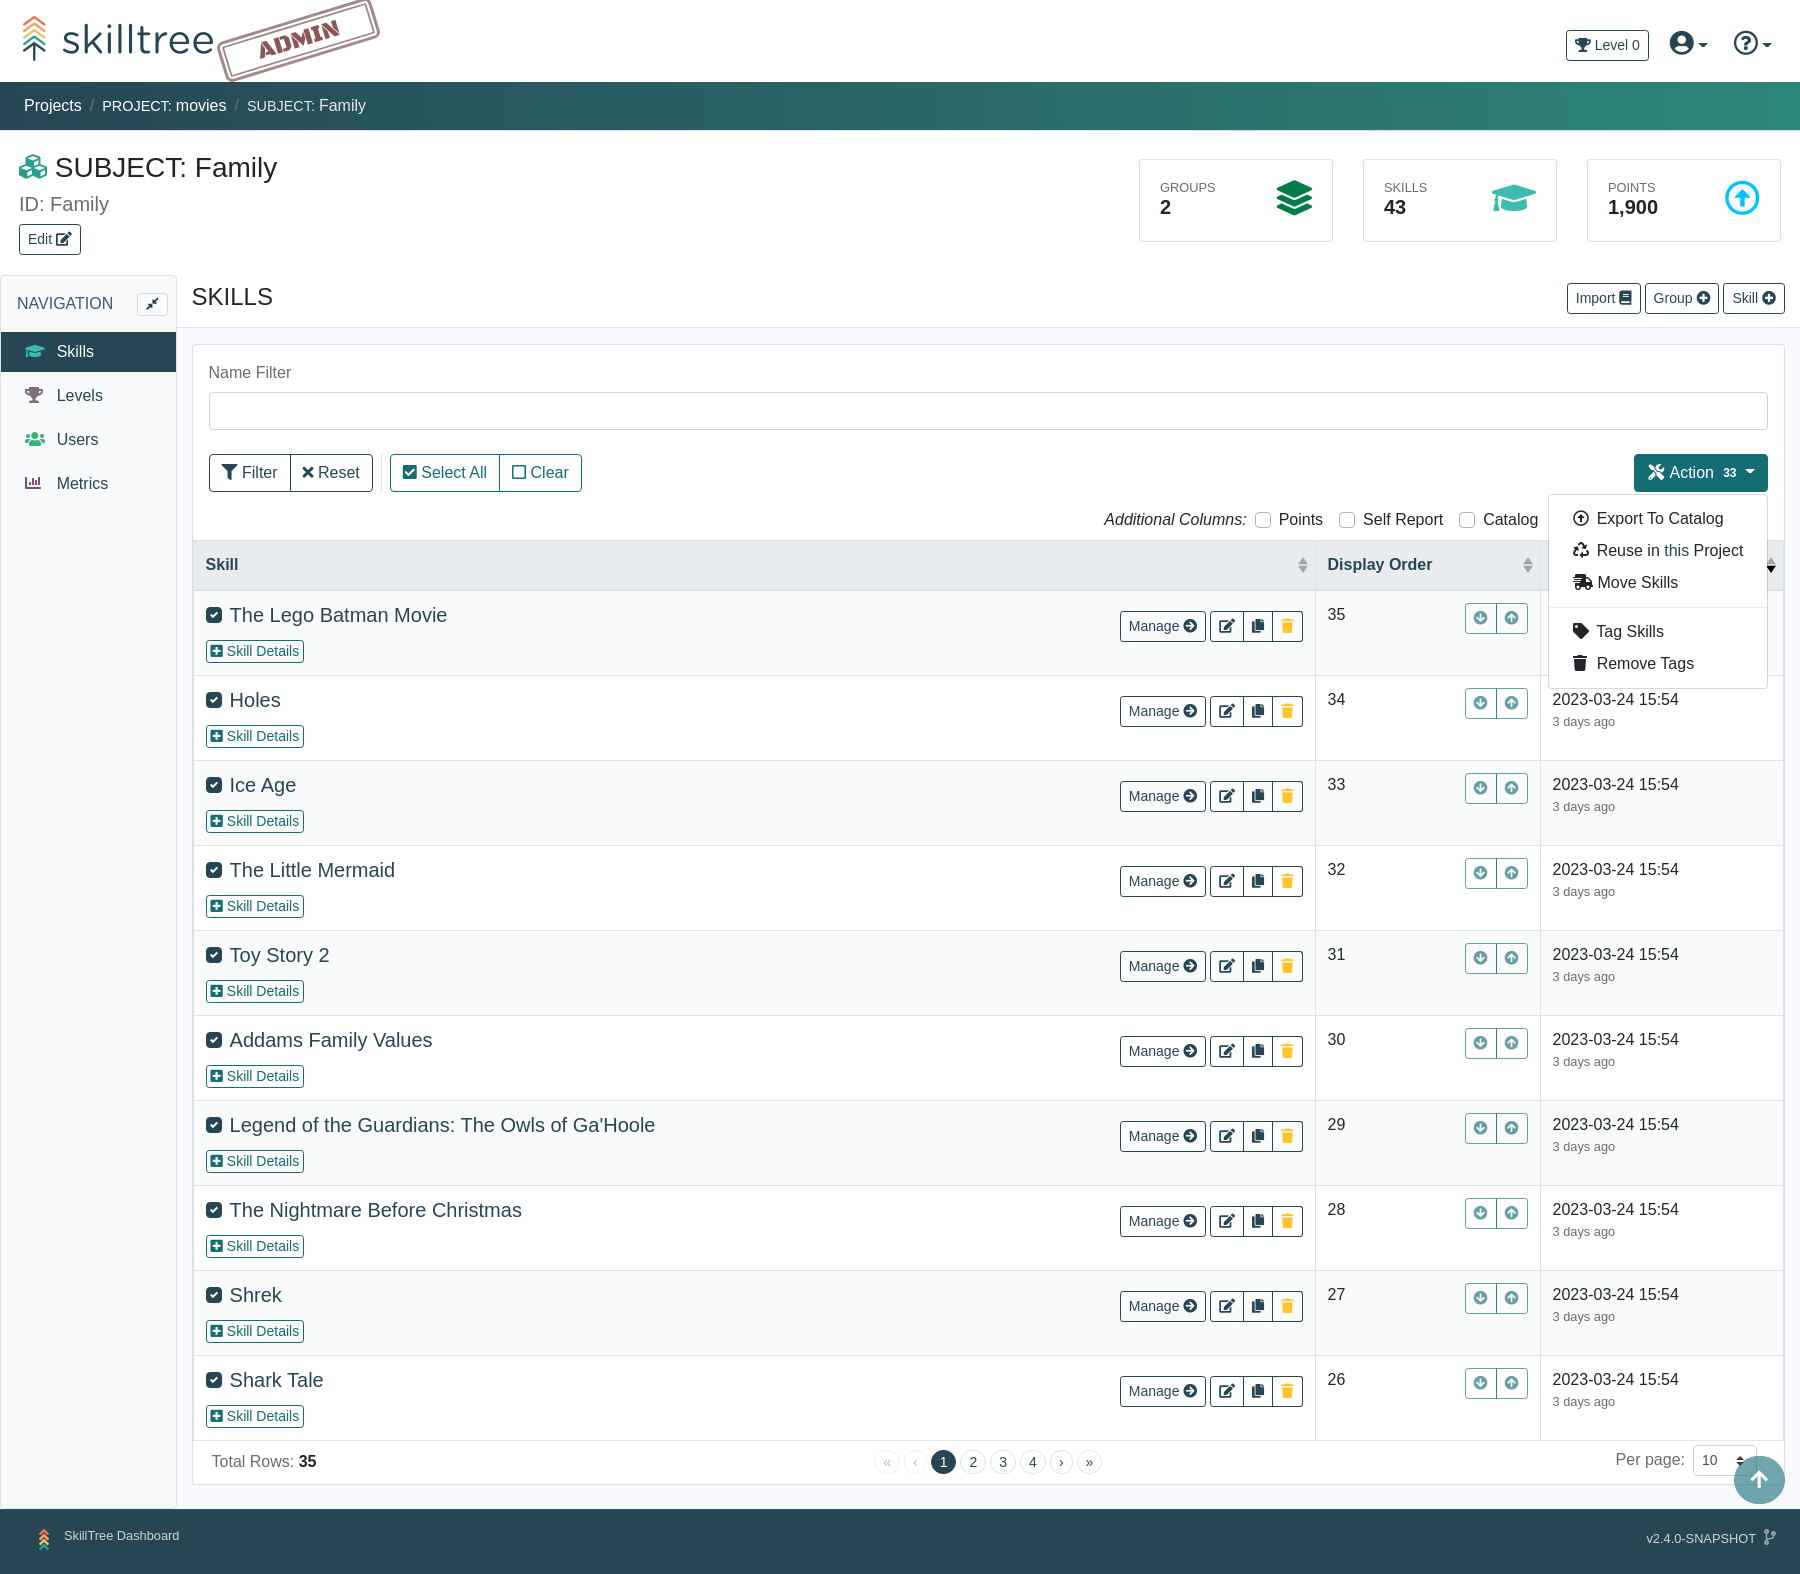 skilltree ADMIN
Level 0
Projects / PROJECT: movies / SUBJECT: Family
SUBJECT: Family
ID: Family
Edit
GROUPS
2
SKILLS
43
POINTS
1,900
NAVIGATION
Skills
Levels
Users
Metrics
SKILLS
Import
Group
Skill
Name Filter
Filter
Reset
Select All
Clear
Action 33
Export To Catalog
Reuse in this Project
Move Skills
Tag Skills
Remove Tags
Additional Columns: Points Self Report Catalog
Skill
Display Order
The Lego Batman Movie
Skill Details
Manage
35
Holes
Skill Details
Manage
34
2023-03-24 15:54
3 days ago
Ice Age
Skill Details
Manage
33
2023-03-24 15:54
3 days ago
The Little Mermaid
Skill Details
Manage
32
2023-03-24 15:54
3 days ago
Toy Story 2
Skill Details
Manage
31
2023-03-24 15:54
3 days ago
Addams Family Values
Skill Details
Manage
30
2023-03-24 15:54
3 days ago
Legend of the Guardians: The Owls of Ga'Hoole
Skill Details
Manage
29
2023-03-24 15:54
3 days ago
The Nightmare Before Christmas
Skill Details
Manage
28
2023-03-24 15:54
3 days ago
Shrek
Skill Details
Manage
27
2023-03-24 15:54
3 days ago
Shark Tale
Skill Details
Manage
26
2023-03-24 15:54
3 days ago
Total Rows: 35
« ‹ 1 2 3 4 › »
Per page: 10
SkillTree Dashboard
v2.4.0-SNAPSHOT